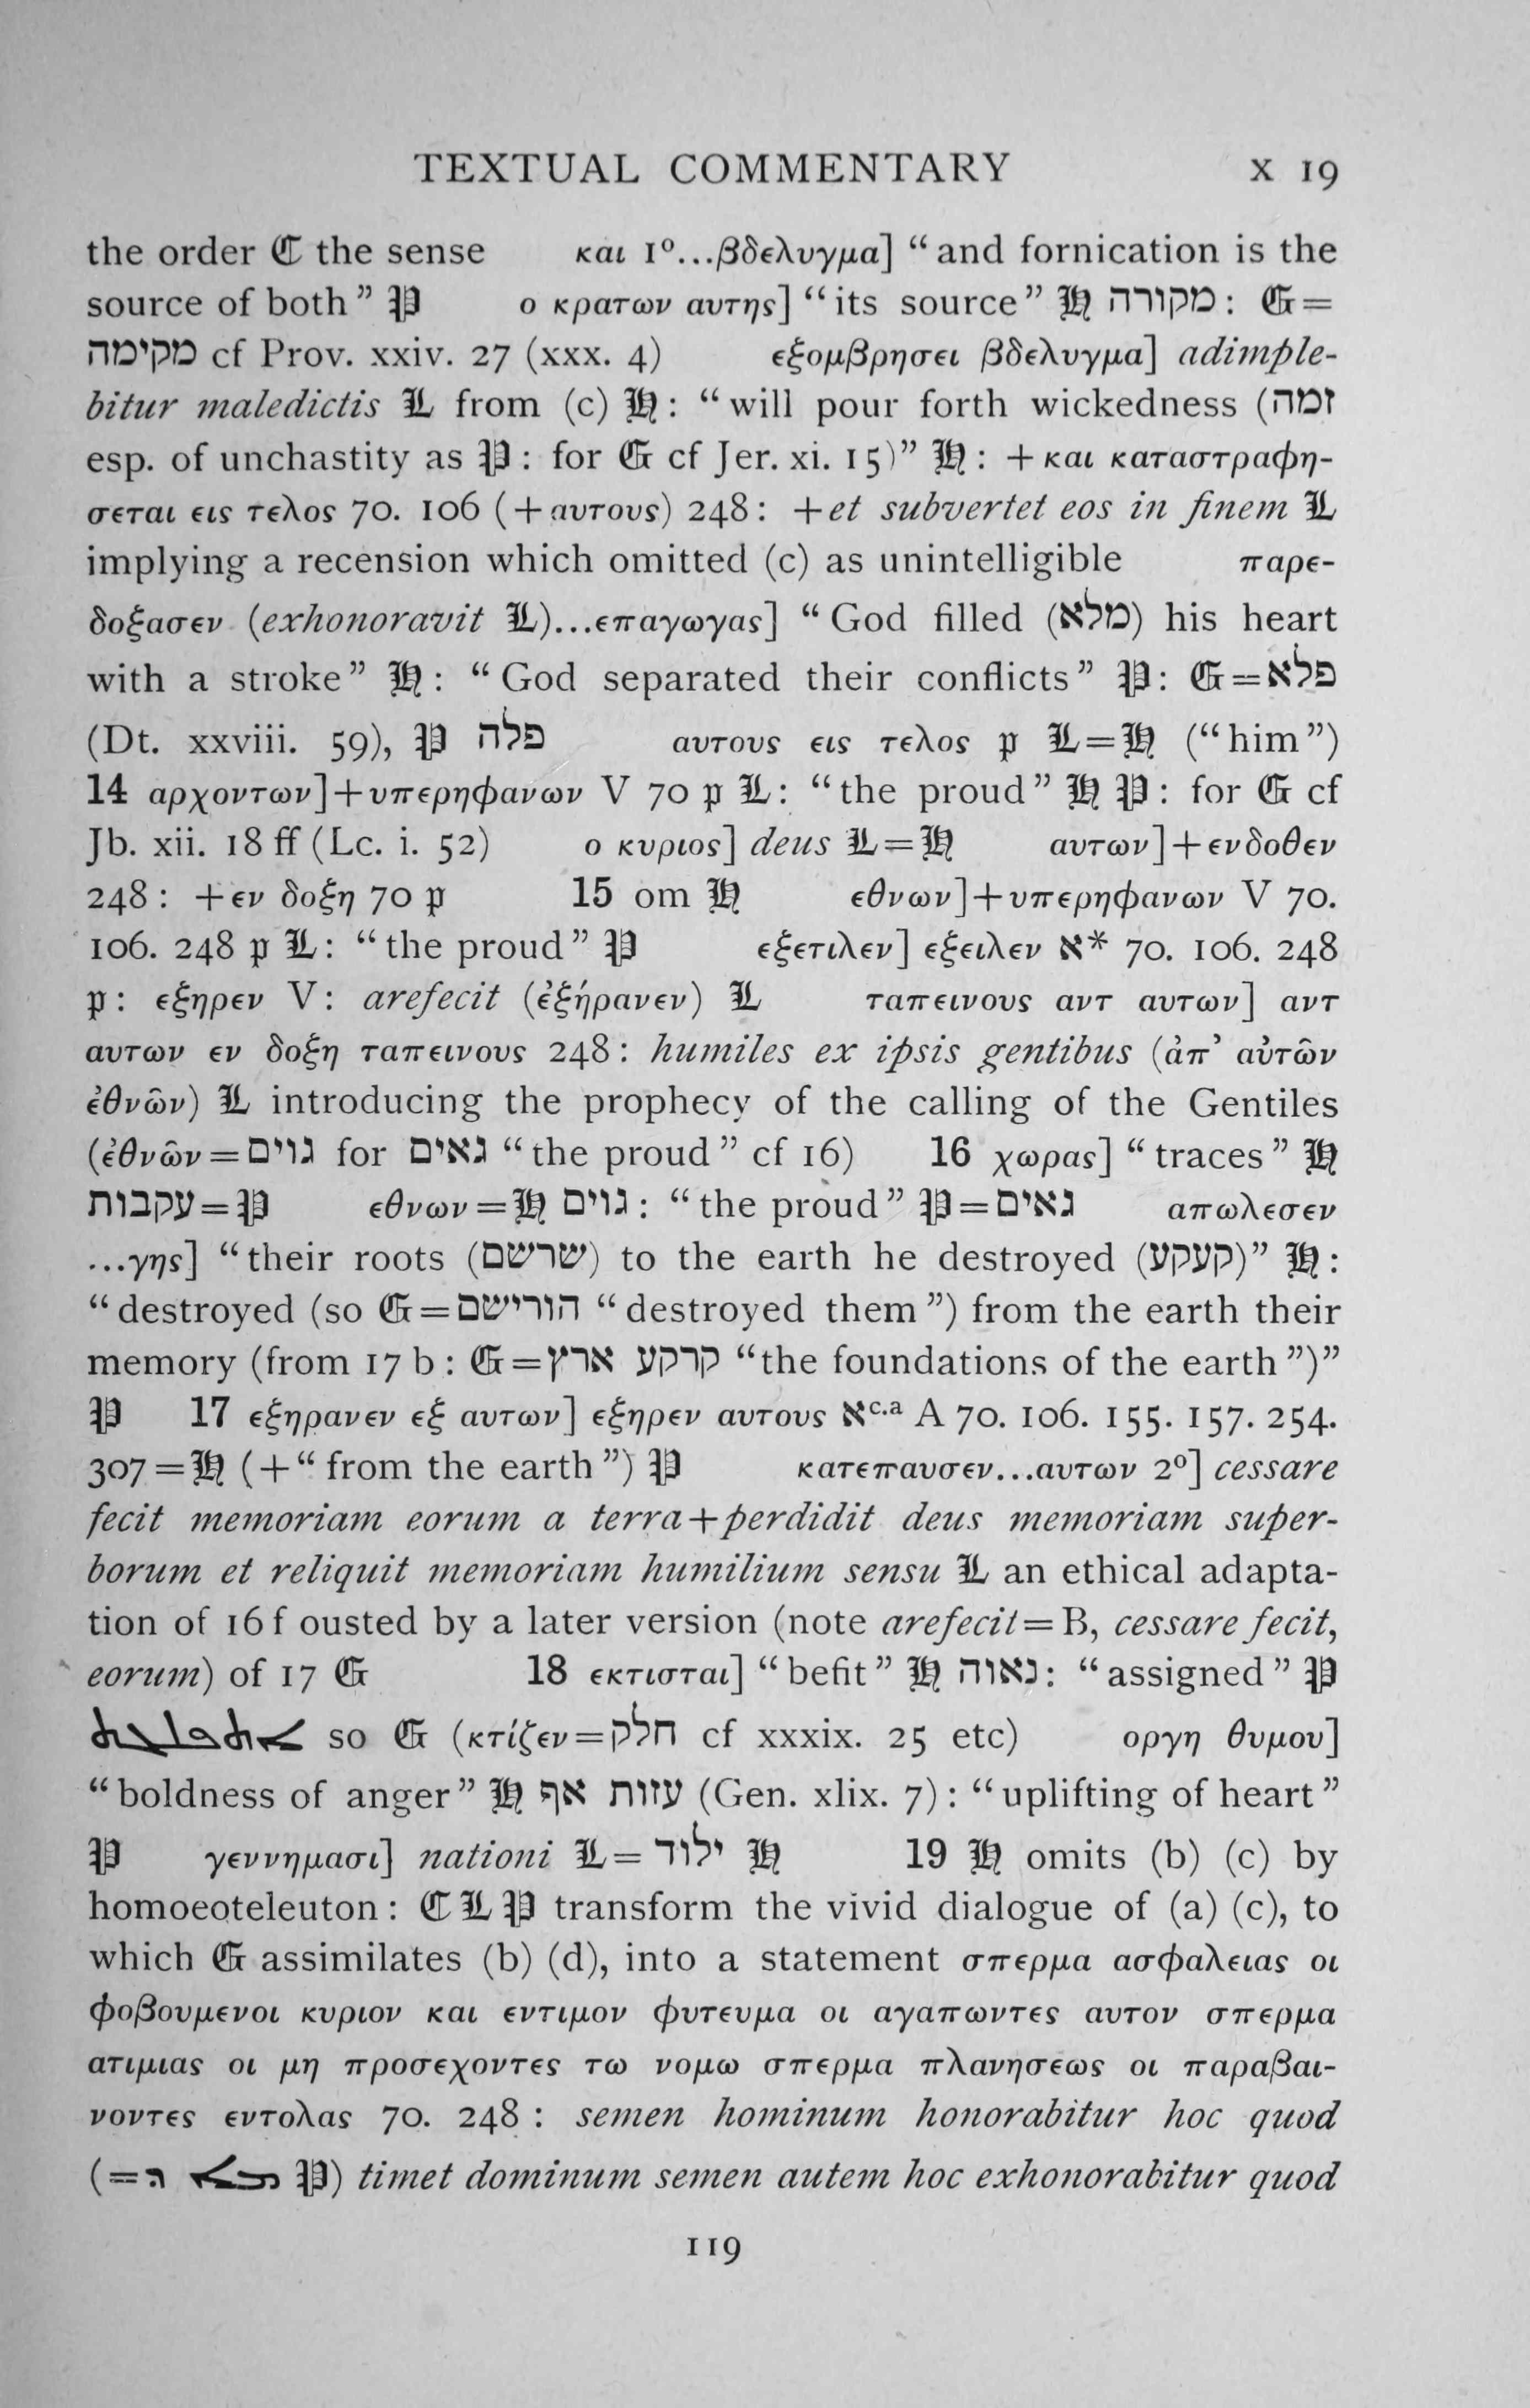 TEXTUAL COMMENTARY X 19
the order ℭ the sense και 1⁰...βδελυγμα] “and fornication is the
source of both” 𝔓 ο κρατων αυτης] “its source” ℌ מקורה : 𝔊=
מקימה cf Prov. xxiv. 27 (xxx. 4) εξομβρησει βδελυγμα] adimple-
bitur maledictis 𝕷 from (c) ℌ: “will pour forth wickedness (זמה
esp. of unchastity as 𝔓: for 𝔊 cf Jer. xi. 15)” ℌ: +και καταστραφη-
σεται εις τελος 70. 106 (+αυτους) 248: +et subvertet eos in finem 𝕷
implying a recension which omitted (c) as unintelligible παρε-
δοξασεν (exhonoravit 𝕷)...επαγωγας] “God filled (מלא) his heart
with a stroke” ℌ: “God separated their conflicts” 𝔓: 𝔊=פלא
(Dt. xxviii. 59), 𝔓 פלה αυτους εις τελος 𝔭 𝕷=ℌ (“him”)
14 αρχοντων]+υπερηφανων V 70 𝔭 𝕷: “the proud” ℌ 𝔓: for 𝔊 cf
Jb. xii. 18 ff (Lc. i. 52) ο κυριος] deus 𝕷=ℌ αυτων]+ενδοθεν
248: +εν δοξη 70 𝔭 15 om ℌ εθνων]+υπερηφανων V 70.
106. 248 𝔭 𝕷: “the proud” 𝔓 εξετιλεν] εξειλεν א* 70. 106. 248
𝔭: εξηρεν V: arefecit (ἐξήρανεν) 𝕷 ταπεινους αντ αυτων] αντ
αυτων εν δοξη ταπεινους 248: humiles ex ipsis gentibus (ἀπ’ αὐτῶν
ἐθνῶν) 𝕷 introducing the prophecy of the calling of the Gentiles
(ἐθνῶν=גוים for גאים “the proud” cf 16) 16 χωρας] “traces” ℌ
עקבות=𝔓 εθνων=ℌ גוים: “the proud” 𝔓=גאים απωλεσεν
...γης] “their roots (שרשם) to the earth he destroyed (קעקע)” ℌ:
“destroyed (so 𝔊=הורישם “destroyed them”) from the earth their
memory (from 17 b: 𝔊=קרקע ארץ “the foundations of the earth”)”
𝔓 17 εξηρανεν εξ αυτων] εξηρεν αυτους אᶜ·ᵃ A 70. 106. 155. 157. 254.
307=ℌ (+“from the earth”) 𝔓 κατεπαυσεν...αυτων 2⁰] cessare
fecit memoriam eorum a terra+perdidit deus memoriam super-
borum et reliquit memoriam humilium sensu 𝕷 an ethical adapta-
tion of 16 f ousted by a later version (note arefecit=B, cessare fecit,
eorum) of 17 𝔊 18 εκτισται] “befit” ℌ נאוה: “assigned” 𝔓
so 𝔊 (κτίζεν=חלק cf xxxix. 25 etc) οργη θυμου]
“boldness of anger” ℌ עזות אף (Gen. xlix. 7): “uplifting of heart”
𝔓 γεννημασι] nationi 𝕷= ילוד ℌ 19 ℌ omits (b) (c) by
homoeoteleuton: ℭ 𝕷 𝔓 transform the vivid dialogue of (a) (c), to
which 𝔊 assimilates (b) (d), into a statement σπερμα ασφαλειας οι
φοβουμενοι κυριον και εντιμον φυτευμα οι αγαπωντες αυτον σπερμα
ατιμιας οι μη προσεχοντες τω νομω σπερμα πλανησεως οι παραβαι-
νοντες εντολας 70. 248 : semen hominum honorabitur hoc quod
(= 𝔓) timet dominum semen autem hoc exhonorabitur quod
119